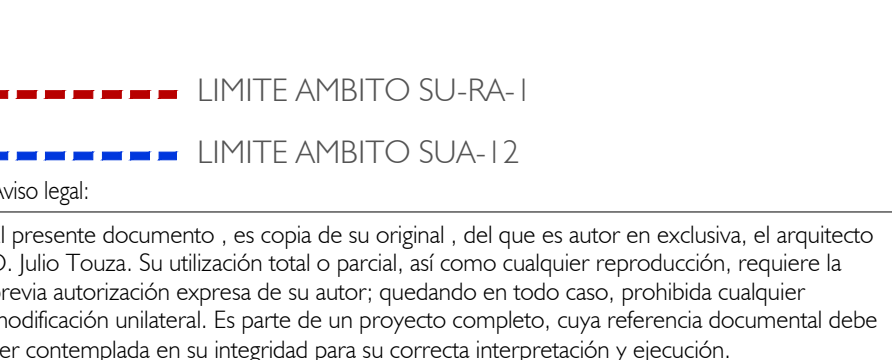 LIMITE AMBITO SU-RA-1
LIMITE AMBITO SUA-12
Aviso legal:
l presente documento , es copia de su original , del que es autor en exclusiva, el arquitecto
D. Julio Touza. Su utilización total o parcial, así como cualquier reproducción, requiere la
previa autorización expresa de su autor; quedando en todo caso, prohibida cualquier
modificación unilateral. Es parte de un proyecto completo, cuya referencia documental debe
er contemplada en su integridad para su correcta interpretación y ejecución.